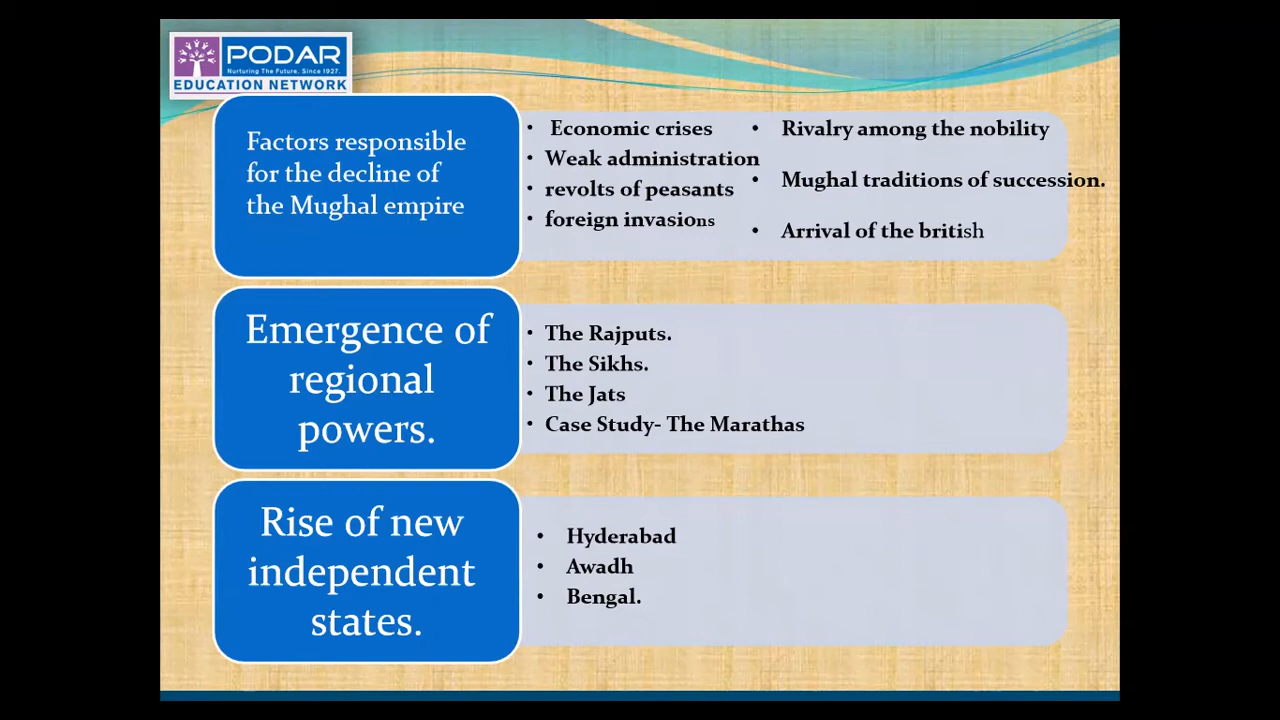 PODAR
Nurturing The Future. Since 1927.
EDUCATION NETWORK
Factors responsible
for the decline of
the Mughal empire
• Economic crises
• Weak administration
• revolts of peasants
• foreign invasions
• Rivalry among the nobility
• Mughal traditions of succession.
• Arrival of the british
Emergence of
regional
powers.
• The Rajputs.
• The Sikhs.
• The Jats
• Case Study- The Marathas
Rise of new
independent
states.
• Hyderabad
• Awadh
• Bengal.